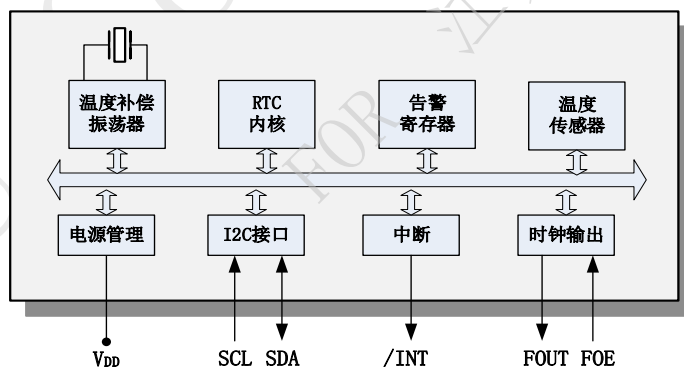 温度补偿
振荡器
RTC
内核
告警
寄存器
温度
传感器
电源管理
I2C接口
中断
时钟输出
VDD
SCL SDA
/INT
FOUT FOE
FOR